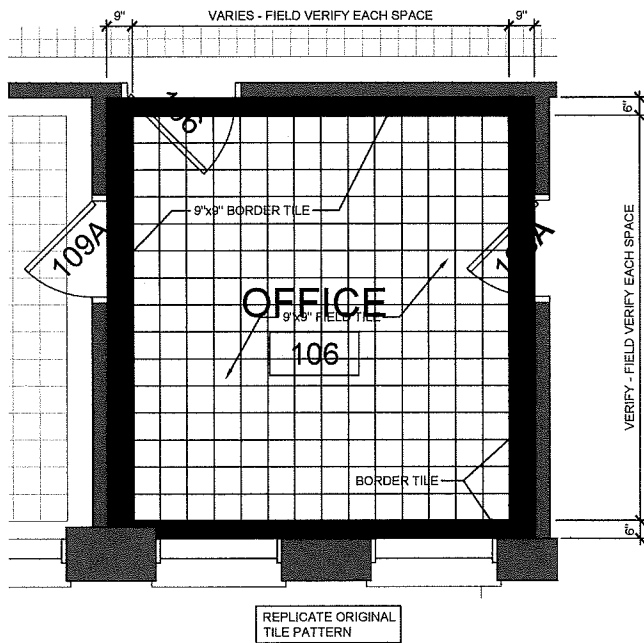 9"
VARIES - FIELD VERIFY EACH SPACE
9"
6"
9"x9" BORDER TILE
109A
OFFICE
9"x9" FIELD TILE
106
VERIFY - FIELD VERIFY EACH SPACE
BORDER TILE
6"
REPLICATE ORIGINAL
TILE PATTERN